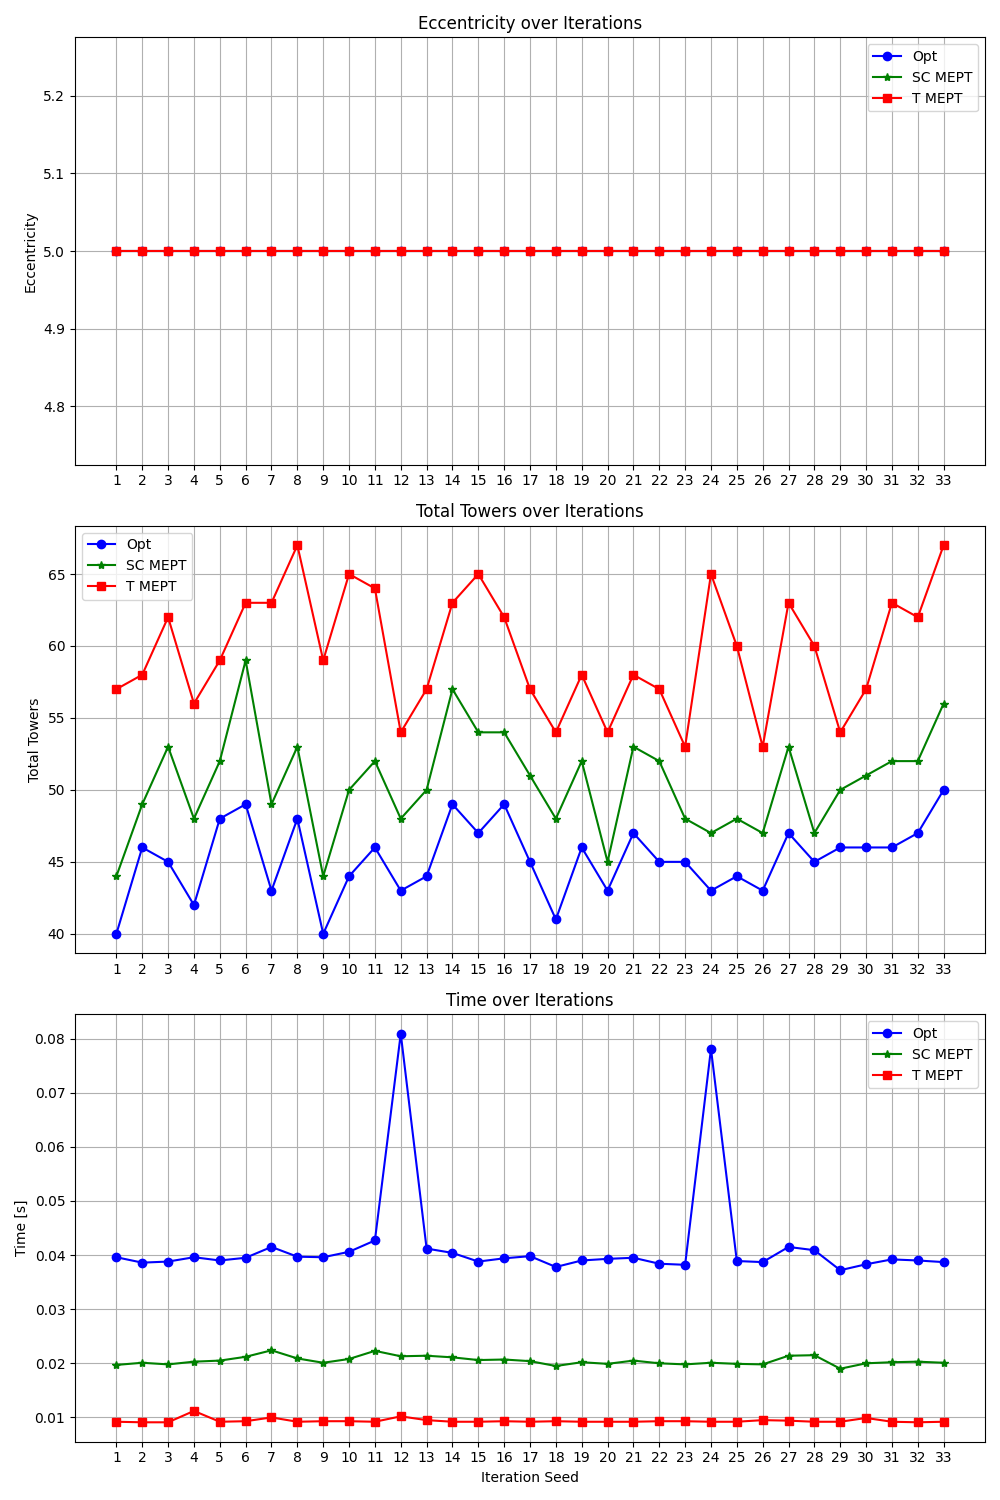 Eccentricity over Iterations
Eccentricity
5.2
5.1
5.0
4.9
4.8
Opt
SC MEPT
T MEPT
1 2 3 4 5 6 7 8 9 10 11 12 13 14 15 16 17 18 19 20 21 22 23 24 25 26 27 28 29 30 31 32 33
Total Towers over Iterations
Total Towers
65
60
55
50
45
40
Opt
SC MEPT
T MEPT
1 2 3 4 5 6 7 8 9 10 11 12 13 14 15 16 17 18 19 20 21 22 23 24 25 26 27 28 29 30 31 32 33
Time over Iterations
Time [s]
0.08
0.07
0.06
0.05
0.04
0.03
0.02
0.01
Opt
SC MEPT
T MEPT
1 2 3 4 5 6 7 8 9 10 11 12 13 14 15 16 17 18 19 20 21 22 23 24 25 26 27 28 29 30 31 32 33
Iteration Seed